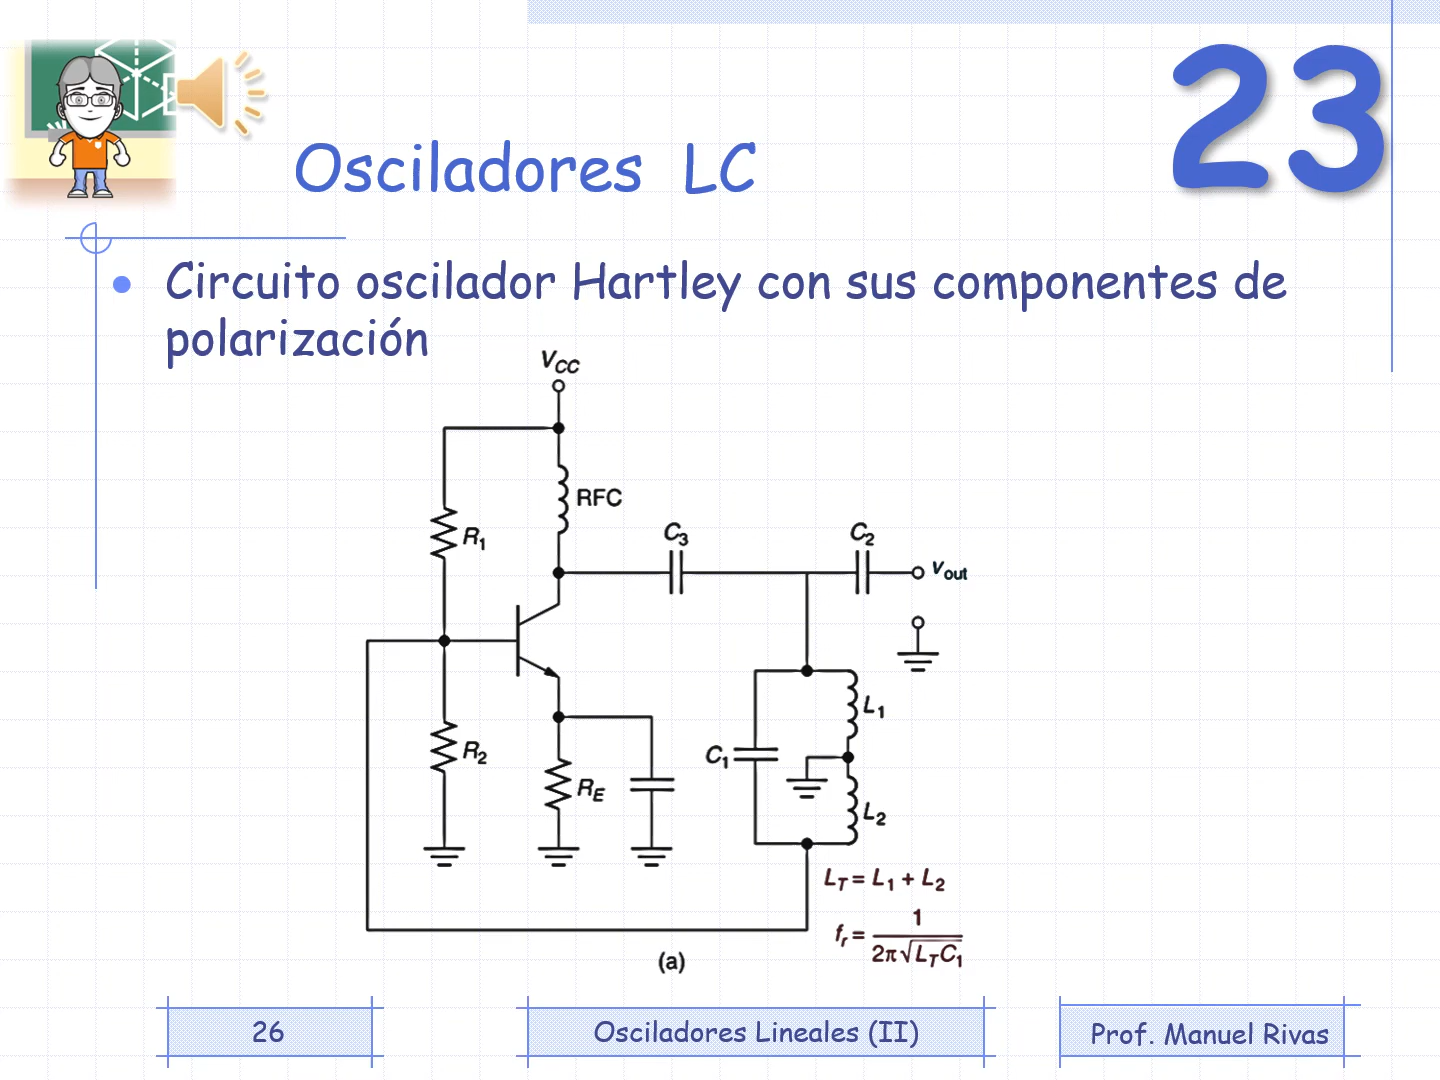 23
Osciladores LC
• Circuito oscilador Hartley con sus componentes de
polarización
VCC
RFC
R1
C3
C2
vout
R2
RE
C1
L1
L2
LT = L1 + L2
fr = 1 / 2π√LTC1
(a)
26
Osciladores Lineales (II)
Prof. Manuel Rivas